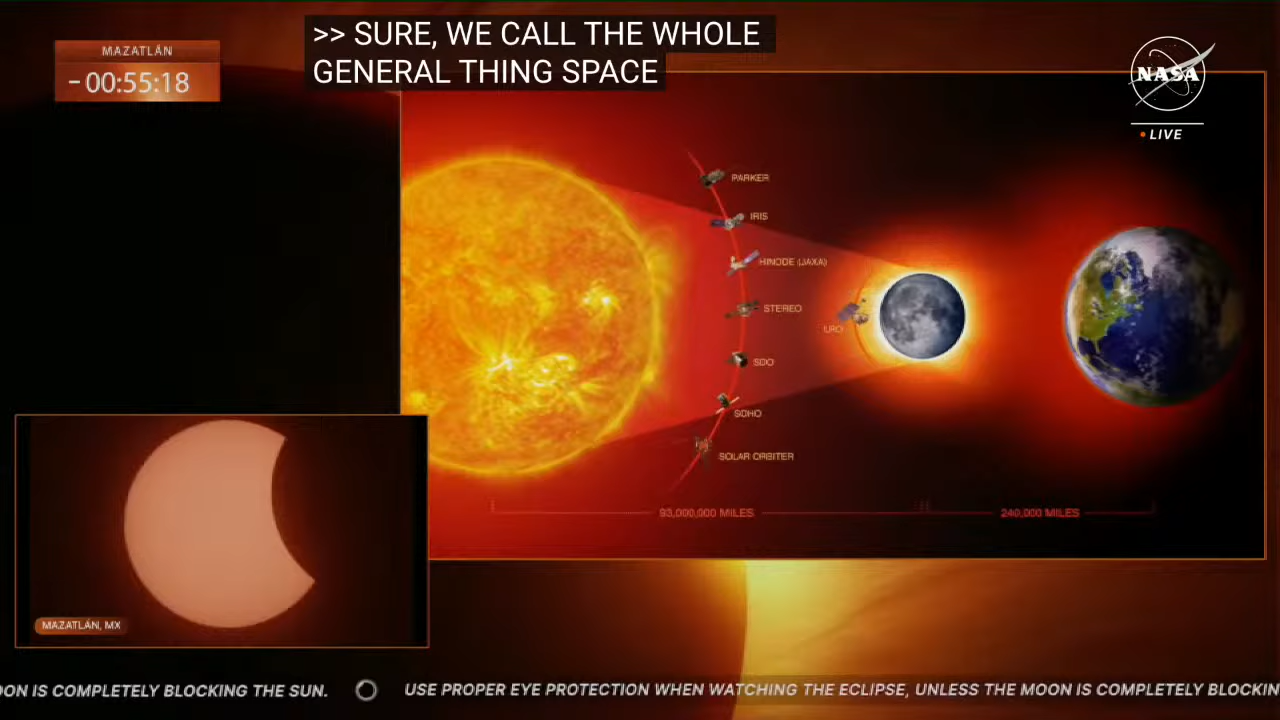 MAZATLÁN
-00:55:18
>> SURE, WE CALL THE WHOLE
GENERAL THING SPACE
NASA
LIVE
PARKER
IRIS
HINODE (JAXA)
STEREO
LRO
SDO
SOHO
SOLAR ORBITER
93,000,000 MILES
240,000 MILES
MAZATLÁN, MX
OON IS COMPLETELY BLOCKING THE SUN.
USE PROPER EYE PROTECTION WHEN WATCHING THE ECLIPSE, UNLESS THE MOON IS COMPLETELY BLOCKIN